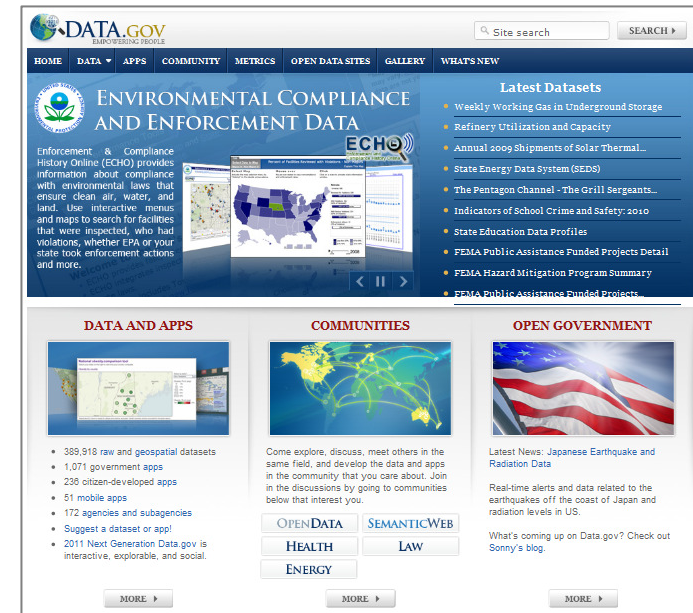 DATA.GOV
EMPOWERING PEOPLE
Site search
SEARCH
HOME DATA APPS COMMUNITY METRICS OPEN DATA SITES GALLERY WHAT'S NEW
ENVIRONMENTAL COMPLIANCE
AND ENFORCEMENT DATA
ECHO
Enforcement & Compliance
History Online (ECHO) provides
information about compliance
with environmental laws that
ensure clean air, water, and
land. Use interactive menus
and maps to search for facilities
that were inspected, who had
violations, whether EPA or your
state took enforcement actions
and more.
Latest Datasets
Weekly Working Gas in Underground Storage
Refinery Utilization and Capacity
Annual 2009 Shipments of Solar Thermal...
State Energy Data System (SEDS)
The Pentagon Channel - The Grill Sergeants...
Indicators of School Crime and Safety: 2010
State Education Data Profiles
FEMA Public Assistance Funded Projects Detail
FEMA Hazard Mitigation Program Summary
FEMA Public Assistance Funded Projects...
DATA AND APPS
389,918 raw and geospatial datasets
1,071 government apps
236 citizen-developed apps
51 mobile apps
172 agencies and subagencies
Suggest a dataset or app!
2011 Next Generation Data.gov is
interactive, explorable, and social.
MORE
COMMUNITIES
Come explore, discuss, meet others in the
same field, and develop the data and apps
in the community that you care about. Join
in the discussions by going to communities
below that interest you.
OPENDATA SEMANTICWEB
HEALTH LAW
ENERGY
MORE
OPEN GOVERNMENT
Latest News: Japanese Earthquake and
Radiation Data
Real-time alerts and data related to the
earthquakes off the coast of Japan and
radiation levels in US.
What's coming up on Data.gov? Check out
Sonny's blog.
MORE